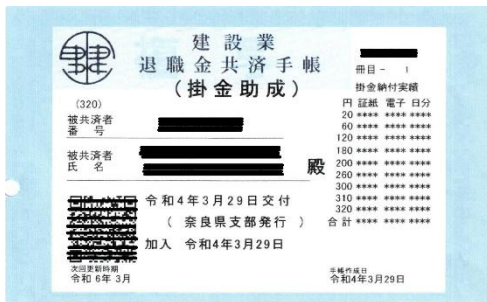 建設業
退職金共済手帳
(掛金助成)
冊目 - 1
掛金納付実績
円 証紙 電子 日分
20 **** **** ****
60 **** **** ****
120 **** **** ****
180 **** **** ****
200 **** **** ****
260 **** **** ****
300 **** **** ****
310 **** **** ****
320 **** **** ****
合計 **** **** ****
(320)
被共済者
番号
被共済者
氏名
殿
令和4年3月29日交付
( 奈良県支部発行 )
加入 令和4年3月29日
次回更新時期
令和 6年 3月
手帳作成日
令和4年3月29日